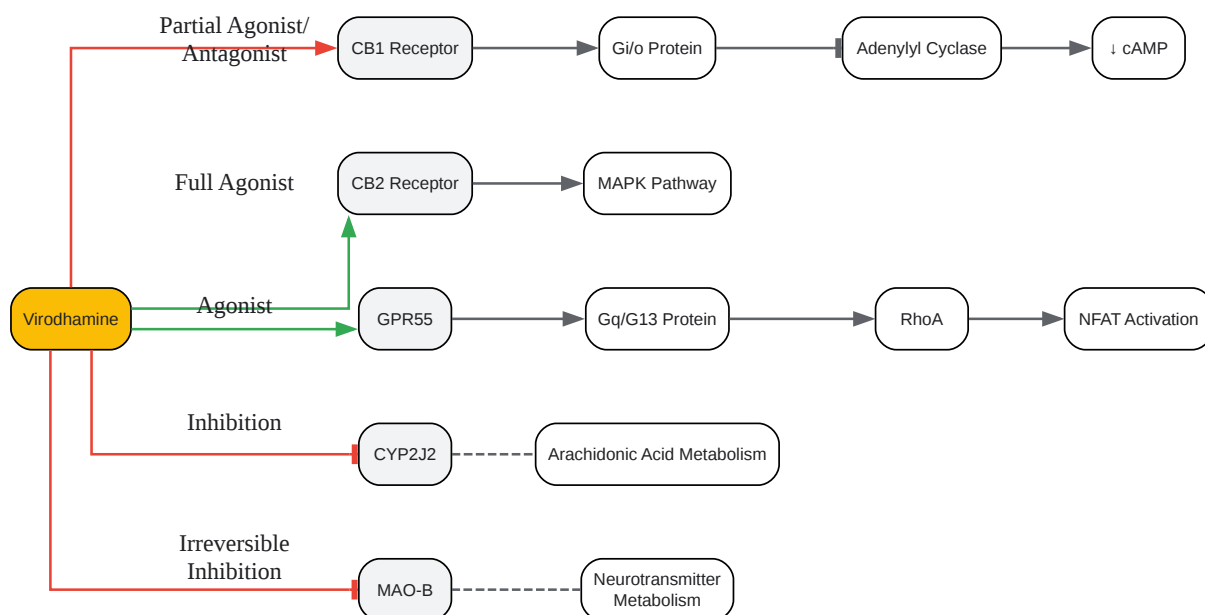 Partial Agonist/
Antagonist
CB1 Receptor
Gi/o Protein
Adenylyl Cyclase
↓ cAMP
Full Agonist
CB2 Receptor
MAPK Pathway
Virodhamine
Agonist
GPR55
Gq/G13 Protein
RhoA
NFAT Activation
Inhibition
CYP2J2
Arachidonic Acid Metabolism
Irreversible
Inhibition
MAO-B
Neurotransmitter
Metabolism